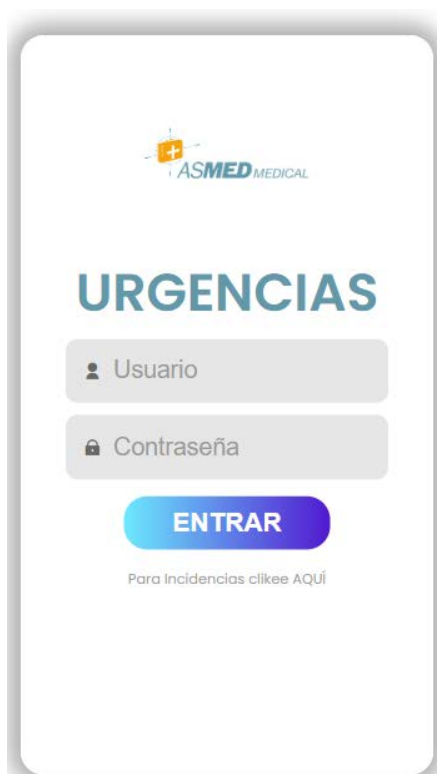 ASMED MEDICAL
URGENCIAS
Usuario
Contraseña
ENTRAR
Para Incidencias clikee AQUÍ